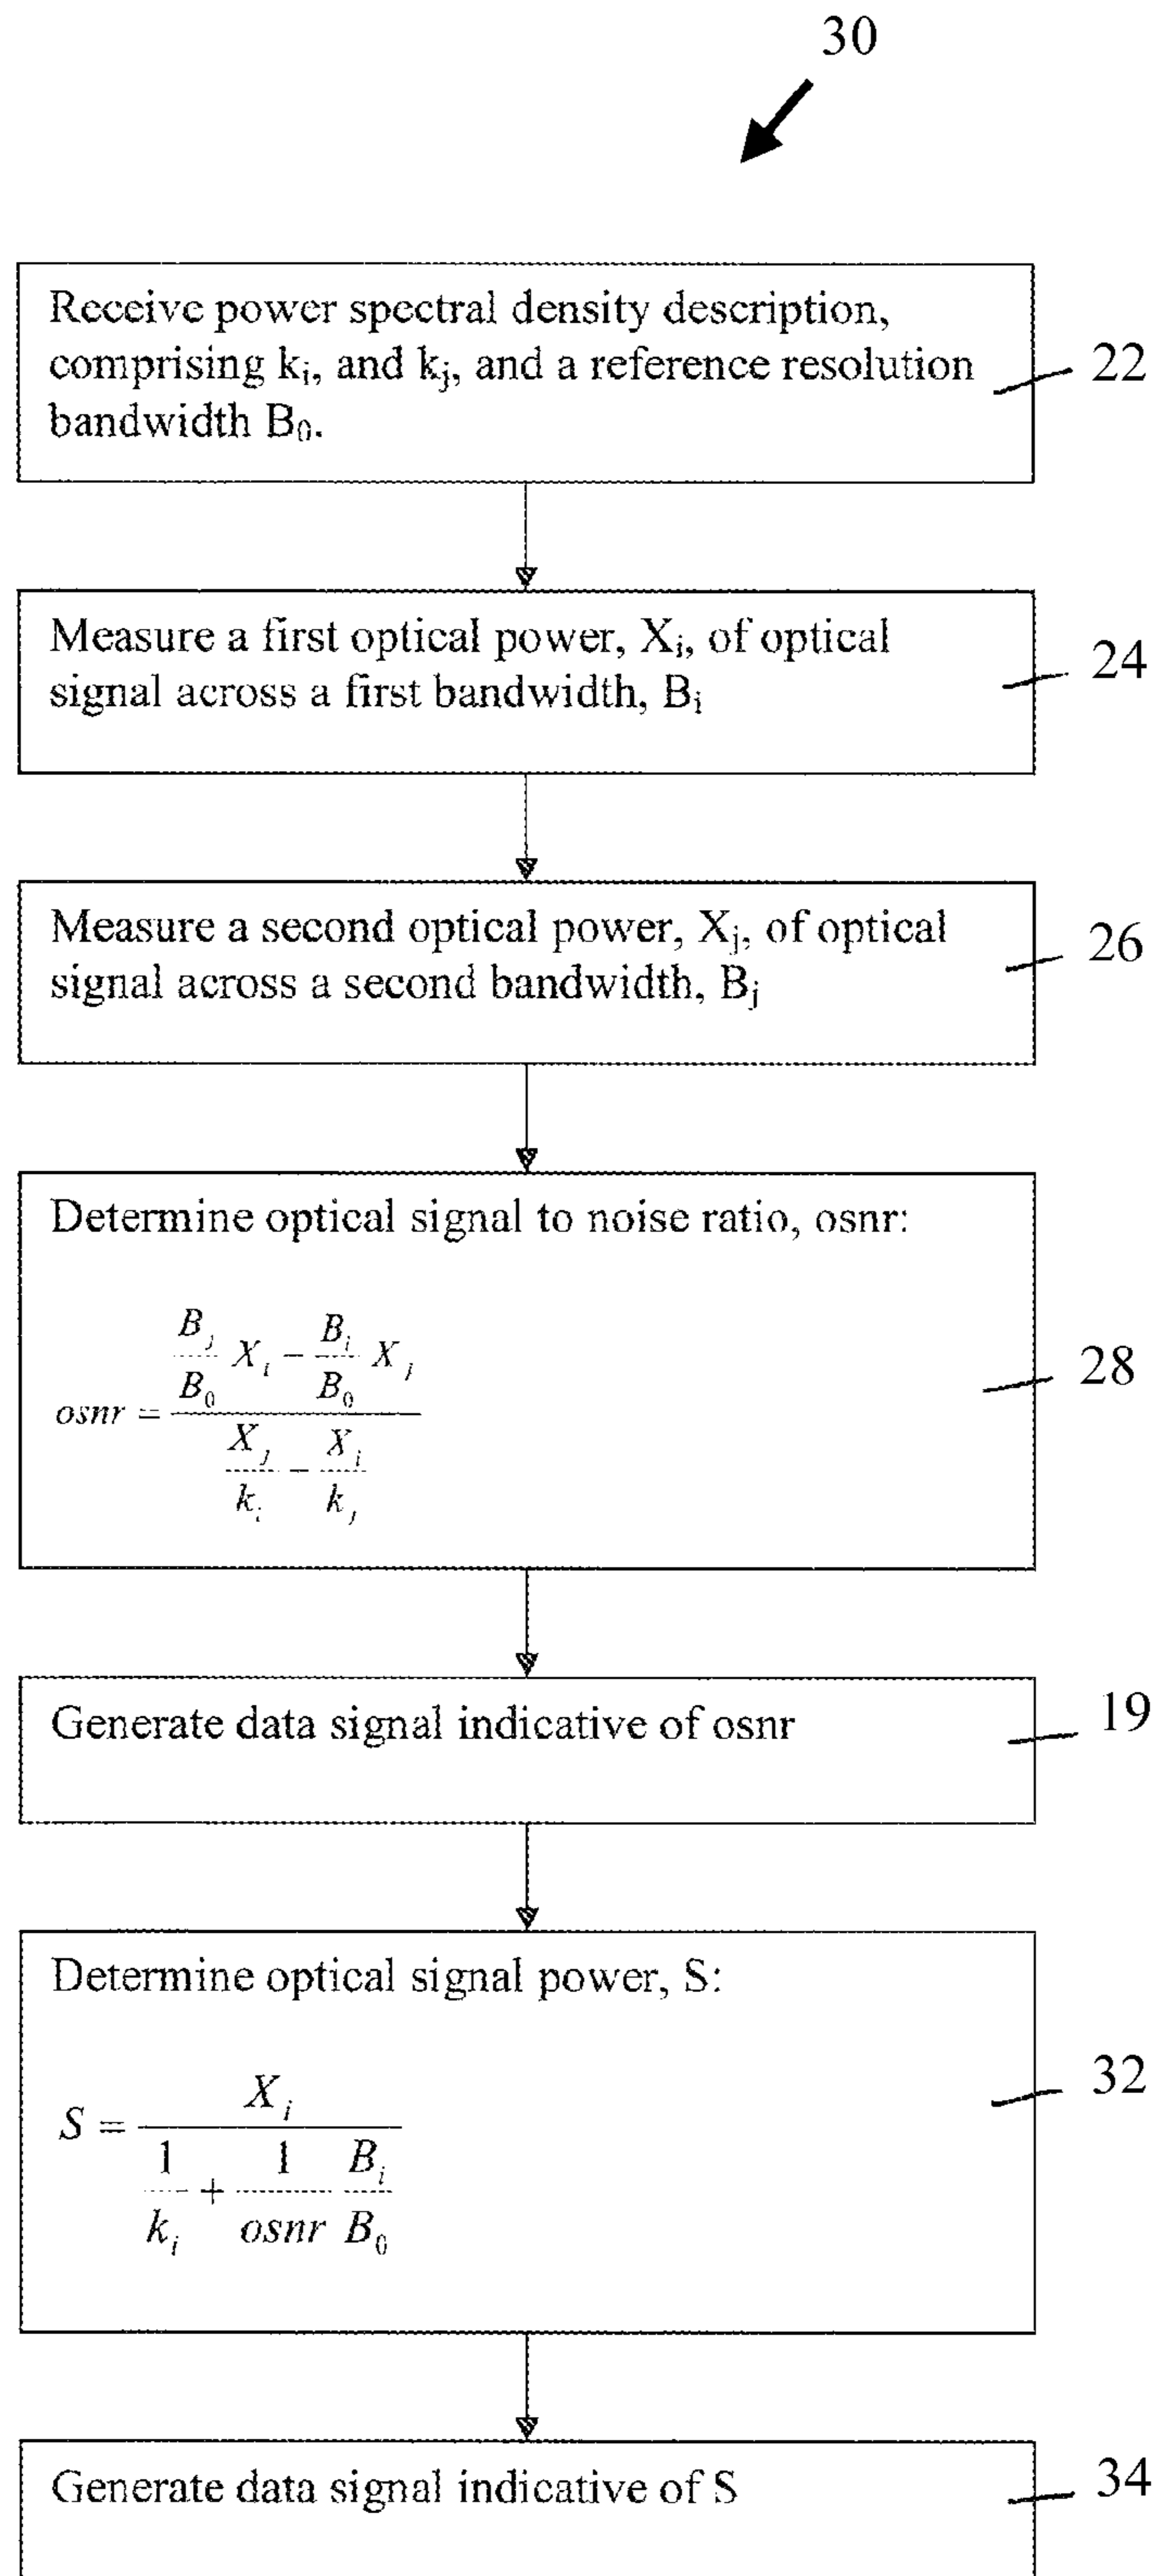 30
Receive power spectral density description,
comprising kᵢ, and kⱼ, and a reference resolution
bandwidth B₀.
22
Measure a first optical power, Xᵢ, of optical
signal across a first bandwidth, Bᵢ
24
Measure a second optical power, Xⱼ, of optical
signal across a second bandwidth, Bⱼ
26
Determine optical signal to noise ratio, osnr:
osnr = (Bⱼ/B₀ Xᵢ − Bᵢ/B₀ Xⱼ) / (Xⱼ/kᵢ − Xᵢ/kⱼ)
28
Generate data signal indicative of osnr
19
Determine optical signal power, S:
S = Xᵢ / (1/kᵢ + 1/osnr Bᵢ/B₀)
32
Generate data signal indicative of S
34